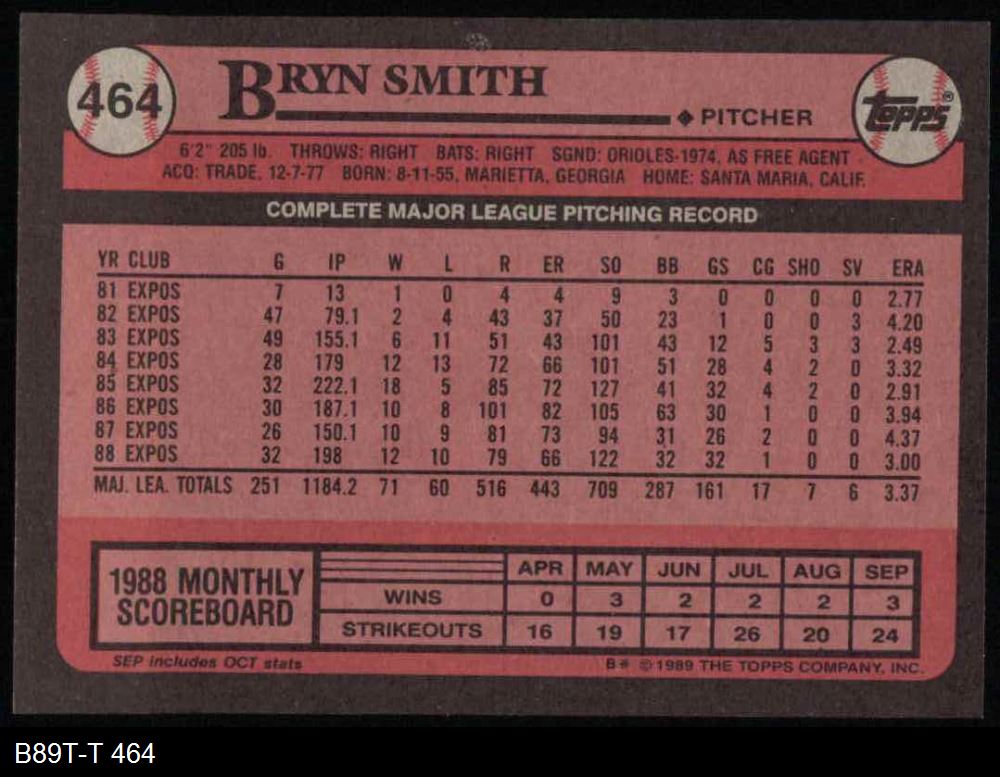 464
BRYN SMITH
◆ PITCHER
topps®
6'2" 205 lb. THROWS: RIGHT BATS: RIGHT SGND: ORIOLES-1974, AS FREE AGENT
ACQ: TRADE, 12-7-77 BORN: 8-11-55, MARIETTA, GEORGIA HOME: SANTA MARIA, CALIF.
COMPLETE MAJOR LEAGUE PITCHING RECORD
YR CLUB G IP W L R ER SO BB GS CG SHO SV ERA
81 EXPOS 7 13 1 0 4 4 9 3 0 0 0 0 2.77
82 EXPOS 47 79.1 2 4 43 37 50 23 1 0 0 3 4.20
83 EXPOS 49 155.1 6 11 51 43 101 43 12 5 3 3 2.49
84 EXPOS 28 179 12 13 72 66 101 51 28 4 2 0 3.32
85 EXPOS 32 222.1 18 5 85 72 127 41 32 4 2 0 2.91
86 EXPOS 30 187.1 10 8 101 82 105 63 30 1 0 0 3.94
87 EXPOS 26 150.1 10 9 81 73 94 31 26 2 0 0 4.37
88 EXPOS 32 198 12 10 79 66 122 32 32 1 0 0 3.00
MAJ. LEA. TOTALS 251 1184.2 71 60 516 443 709 287 161 17 7 6 3.37
1988 MONTHLY
SCOREBOARD
APR MAY JUN JUL AUG SEP
WINS 0 3 2 2 2 3
STRIKEOUTS 16 19 17 26 20 24
SEP includes OCT stats
B* © 1989 THE TOPPS COMPANY, INC.
B89T-T 464